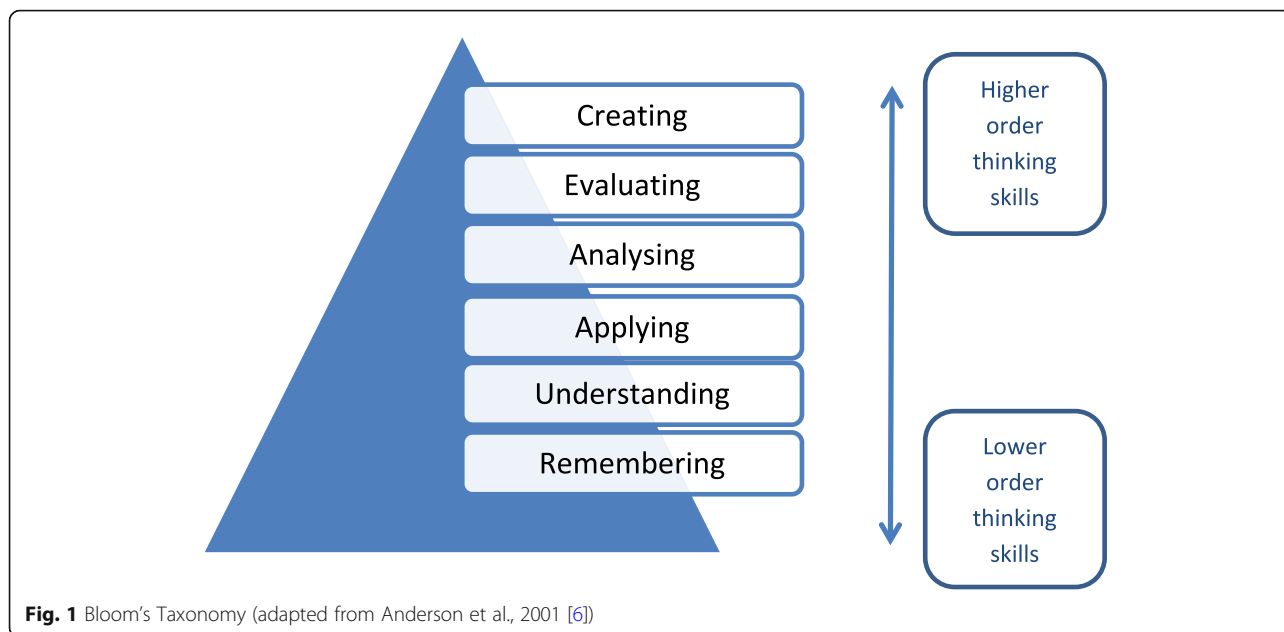 Creating
Evaluating
Analysing
Applying
Understanding
Remembering
Higher
order
thinking
skills
Lower
order
thinking
skills
Fig. 1 Bloom’s Taxonomy (adapted from Anderson et al., 2001 [6])